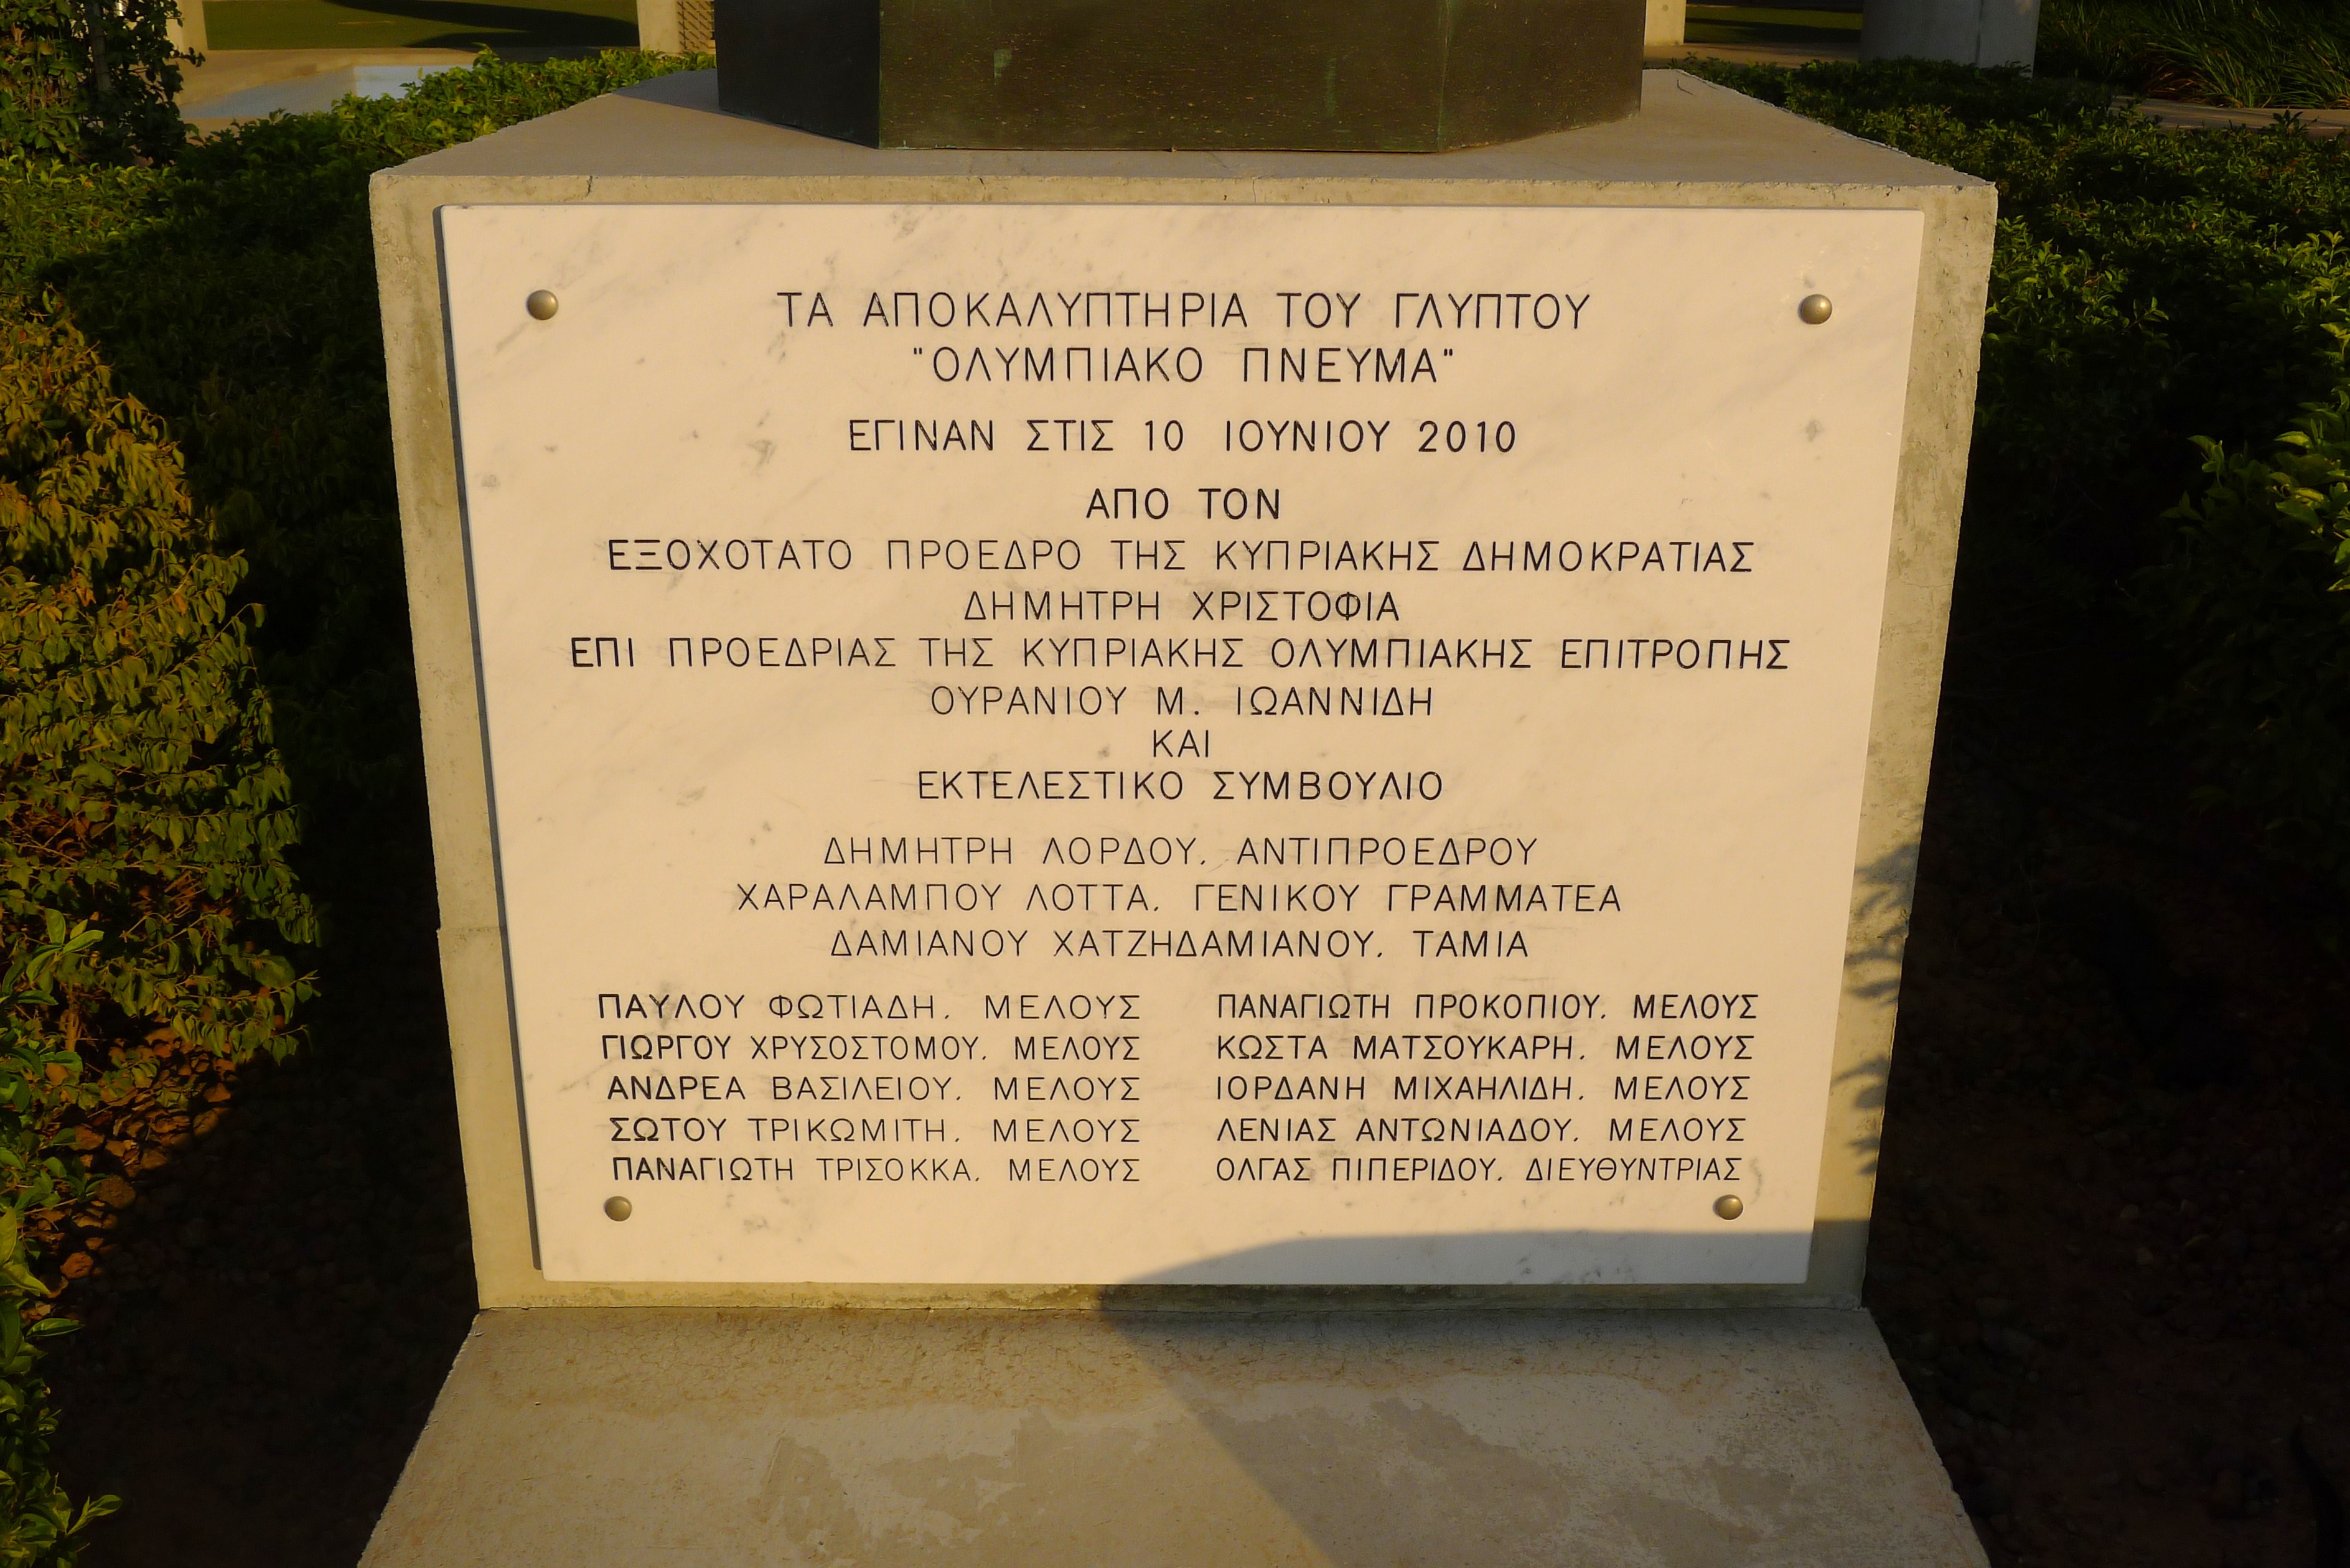 ΤΑ ΑΠΟΚΑΛΥΠΤΗΡΙΑ ΤΟΥ ΓΛΥΠΤΟΥ
"ΟΛΥΜΠΙΑΚΟ ΠΝΕΥΜΑ"
ΕΓΙΝΑΝ ΣΤΙΣ 10 ΙΟΥΝΙΟΥ 2010
ΑΠΟ ΤΟΝ
ΕΞΟΧΟΤΑΤΟ ΠΡΟΕΔΡΟ ΤΗΣ ΚΥΠΡΙΑΚΗΣ ΔΗΜΟΚΡΑΤΙΑΣ
ΔΗΜΗΤΡΗ ΧΡΙΣΤΟΦΙΑ
ΕΠΙ ΠΡΟΕΔΡΙΑΣ ΤΗΣ ΚΥΠΡΙΑΚΗΣ ΟΛΥΜΠΙΑΚΗΣ ΕΠΙΤΡΟΠΗΣ
ΟΥΡΑΝΙΟΥ Μ. ΙΩΑΝΝΙΔΗ
ΚΑΙ
ΕΚΤΕΛΕΣΤΙΚΟ ΣΥΜΒΟΥΛΙΟ
ΔΗΜΗΤΡΗ ΛΟΡΔΟΥ, ΑΝΤΙΠΡΟΕΔΡΟΥ
ΧΑΡΑΛΑΜΠΟΥ ΛΟΤΤΑ, ΓΕΝΙΚΟΥ ΓΡΑΜΜΑΤΕΑ
ΔΑΜΙΑΝΟΥ ΧΑΤΖΗΔΑΜΙΑΝΟΥ, ΤΑΜΙΑ
ΠΑΥΛΟΥ ΦΩΤΙΑΔΗ, ΜΕΛΟΥΣ
ΓΙΩΡΓΟΥ ΧΡΥΣΟΣΤΟΜΟΥ, ΜΕΛΟΥΣ
ΑΝΔΡΕΑ ΒΑΣΙΛΕΙΟΥ, ΜΕΛΟΥΣ
ΣΩΤΟΥ ΤΡΙΚΩΜΙΤΗ, ΜΕΛΟΥΣ
ΠΑΝΑΓΙΩΤΗ ΤΡΙΣΟΚΚΑ, ΜΕΛΟΥΣ
ΠΑΝΑΓΙΩΤΗ ΠΡΟΚΟΠΙΟΥ, ΜΕΛΟΥΣ
ΚΩΣΤΑ ΜΑΤΣΟΥΚΑΡΗ, ΜΕΛΟΥΣ
ΙΟΡΔΑΝΗ ΜΙΧΑΗΛΙΔΗ, ΜΕΛΟΥΣ
ΛΕΝΙΑΣ ΑΝΤΩΝΙΑΔΟΥ, ΜΕΛΟΥΣ
ΟΛΓΑΣ ΠΙΠΕΡΙΔΟΥ, ΔΙΕΥΘΥΝΤΡΙΑΣ